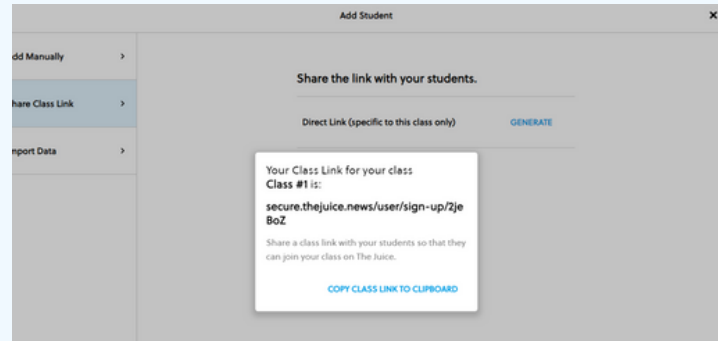 Add Student
×
dd Manually >
Share the link with your students.
hare Class Link >
Direct Link (specific to this class only) GENERATE
mport Data >
Your Class Link for your class
Class #1 is:
secure.thejuice.news/user/sign-up/2je
BoZ
Share a class link with your students so that they
can join your class on The Juice.
COPY CLASS LINK TO CLIPBOARD